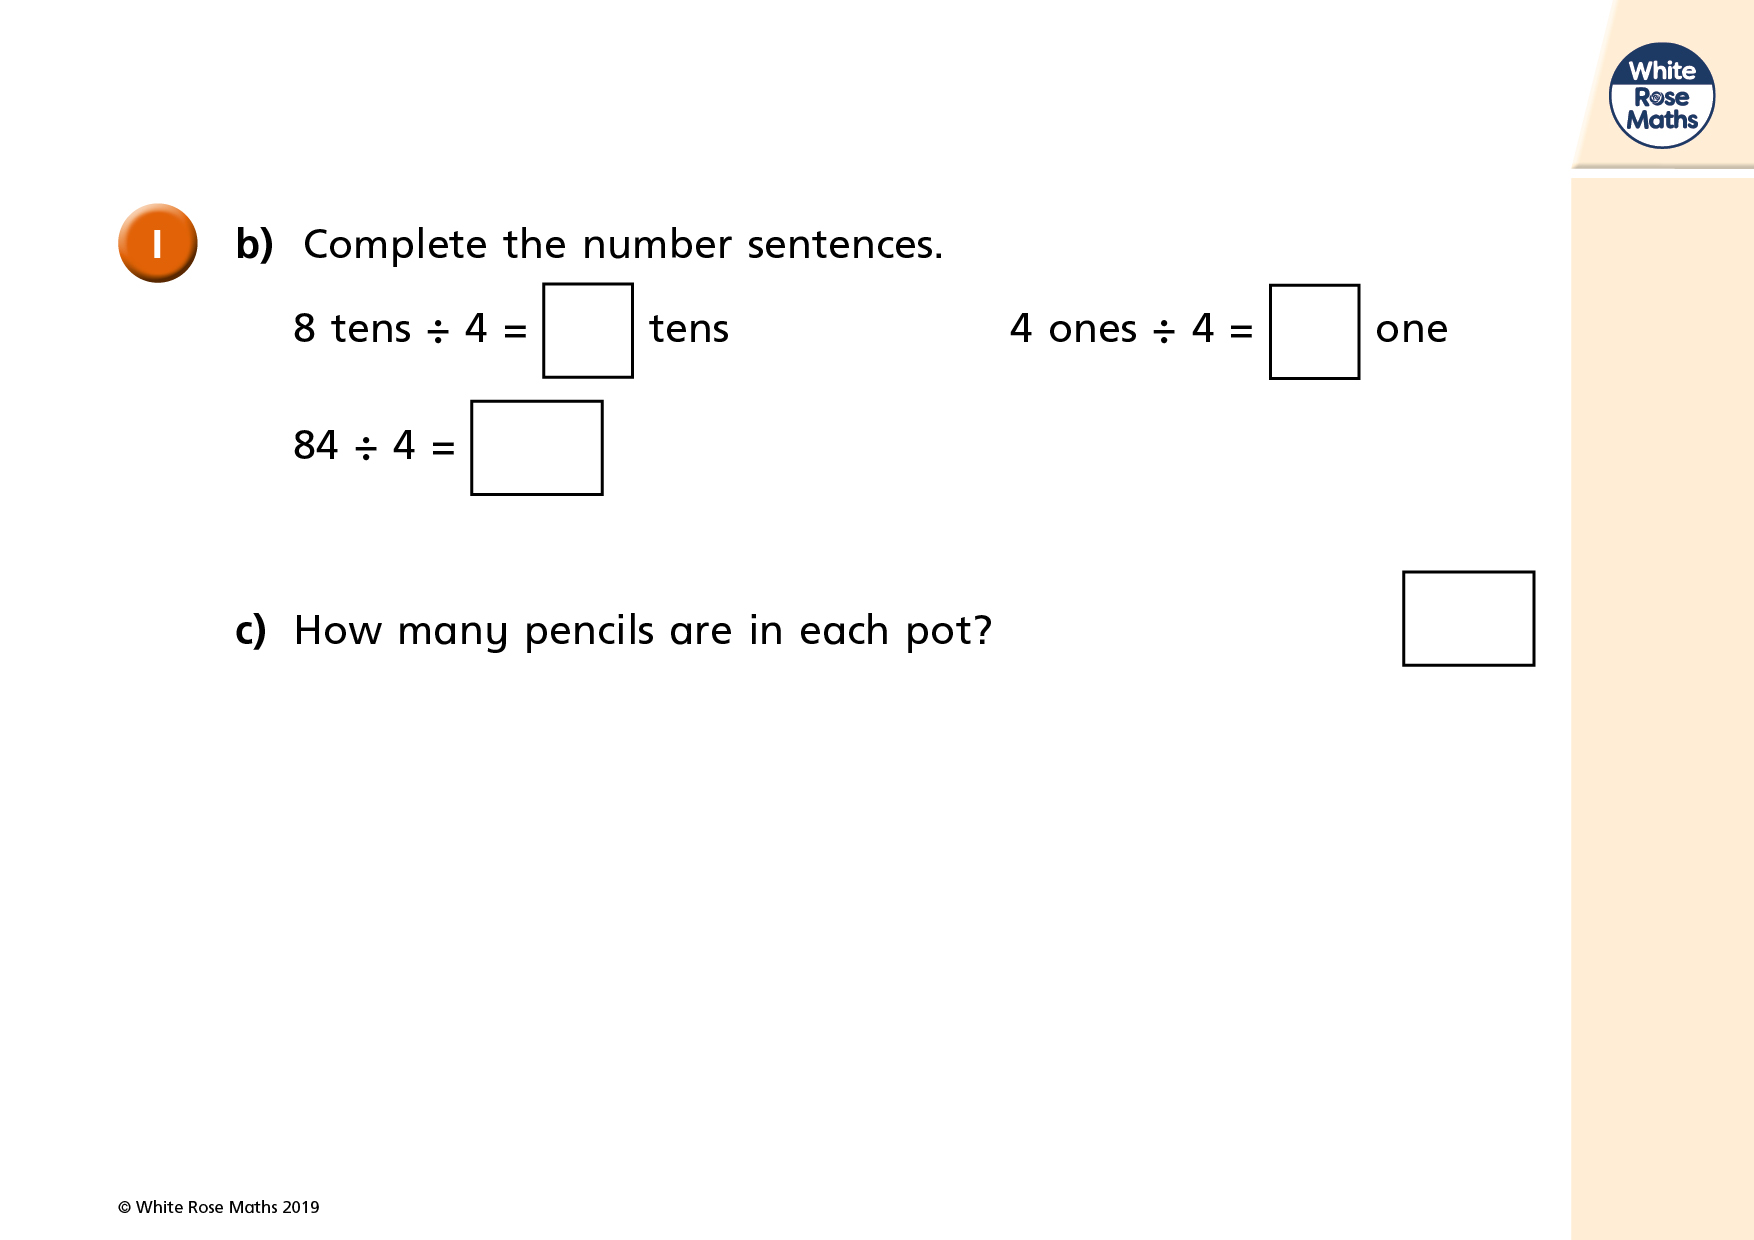 White
Rose
Maths
1 b) Complete the number sentences.
8 tens ÷ 4 = tens 4 ones ÷ 4 = one
84 ÷ 4 =
c) How many pencils are in each pot?
© White Rose Maths 2019